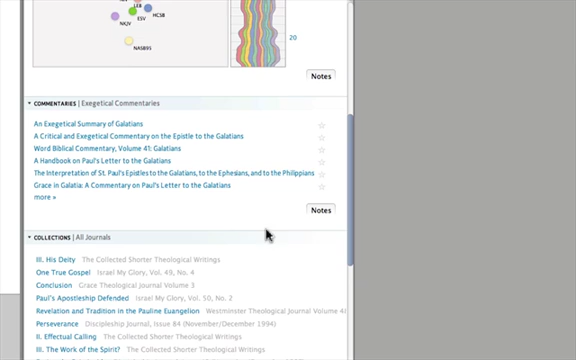 LEB
ESV
HCSB
NKJV
NASB95
20
Notes
COMMENTARIES | Exegetical Commentaries
An Exegetical Summary of Galatians
A Critical and Exegetical Commentary on the Epistle to the Galatians
Word Biblical Commentary, Volume 41: Galatians
A Handbook on Paul's Letter to the Galatians
The Interpretation of St. Paul's Epistles to the Galatians, to the Ephesians, and to the Philippians
Grace in Galatia: A Commentary on Paul's Letter to the Galatians
more »
Notes
COLLECTIONS | All Journals
III. His Deity The Collected Shorter Theological Writings
One True Gospel Israel My Glory, Vol. 49, No. 4
Conclusion Grace Theological Journal Volume 3
Paul's Apostleship Defended Israel My Glory, Vol. 50, No. 2
Revelation and Tradition in the Pauline Euangelion Westminster Theological Journal Volume
Perseverance Discipleship Journal, Issue 84 (November/December 1994)
II. Effectual Calling The Collected Shorter Theological Writings
III. The Work of the Spirit? The Collected Shorter Theological Writings